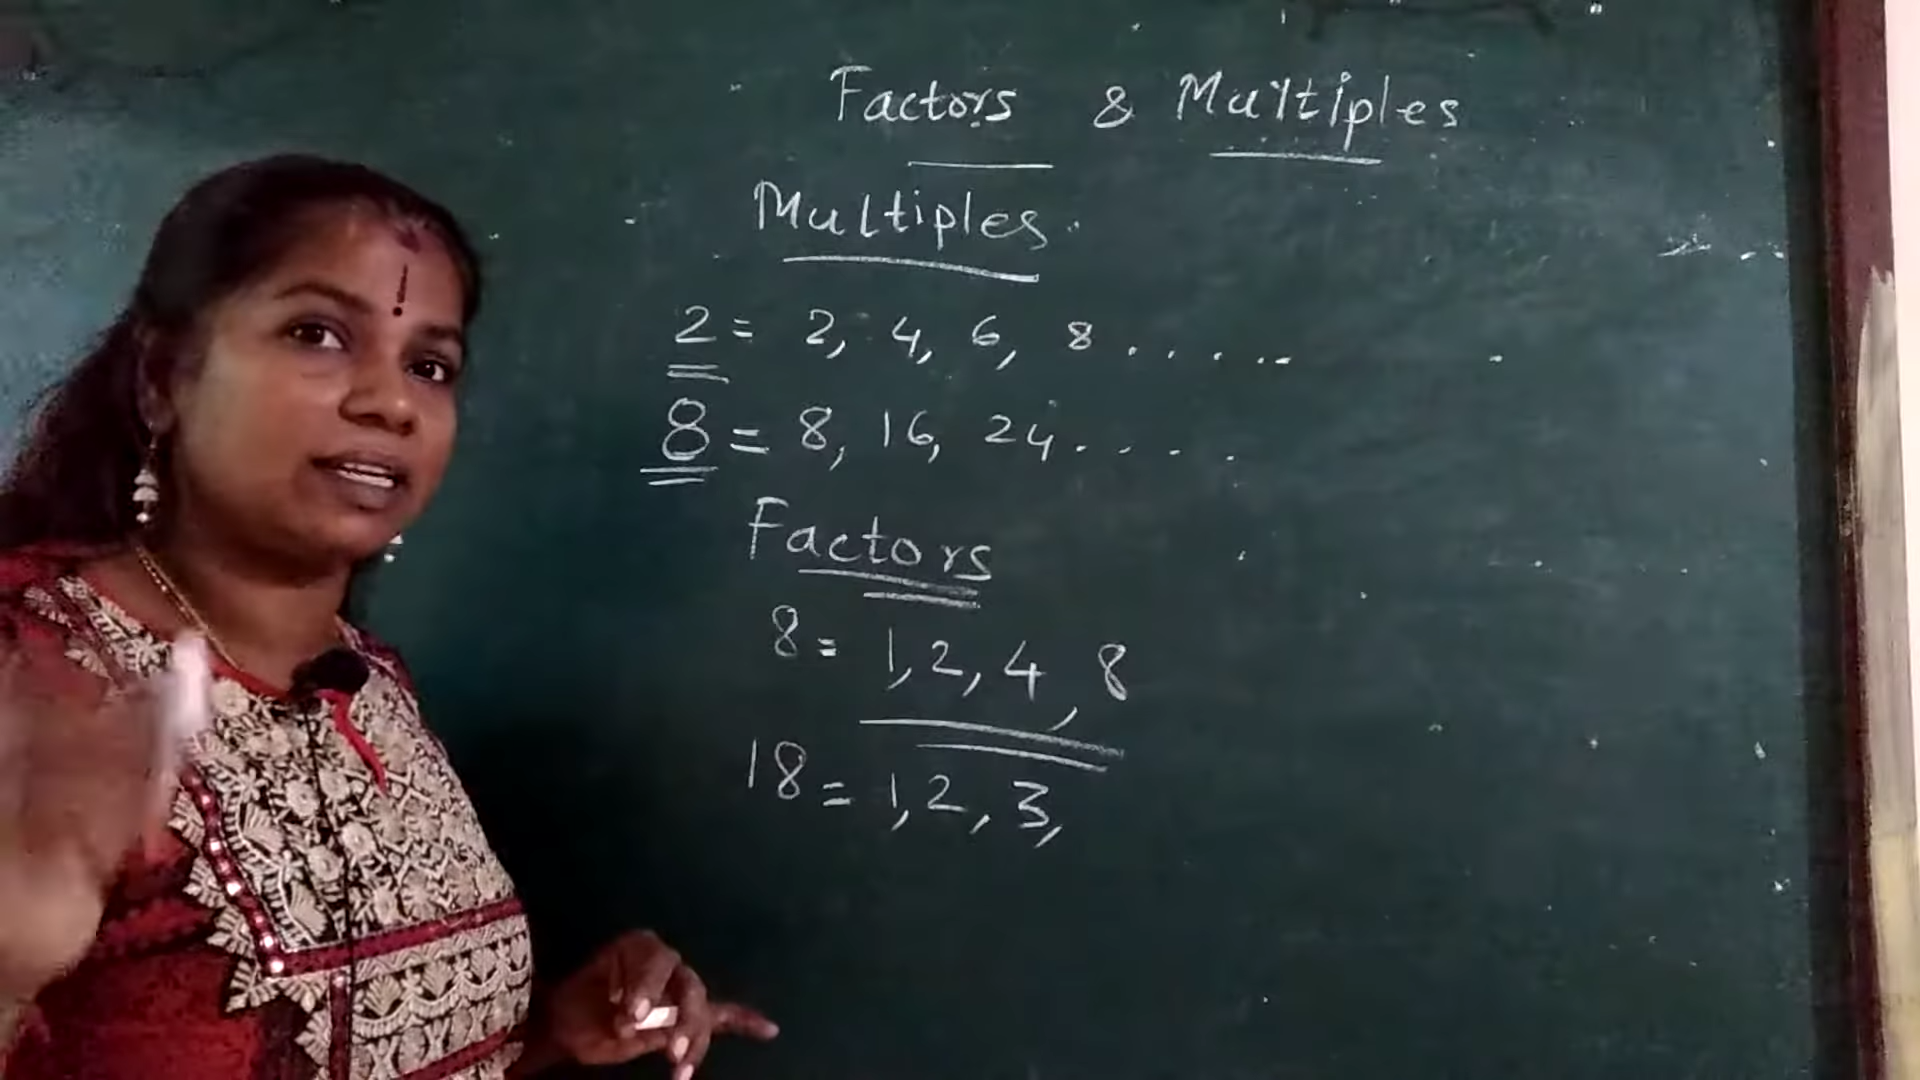 Factors & Multiples
Multiples
2 = 2, 4, 6, 8 . . . . . .
8 = 8, 16, 24 . . . .
Factors
8 = 1, 2, 4, 8
18 = 1, 2, 3,